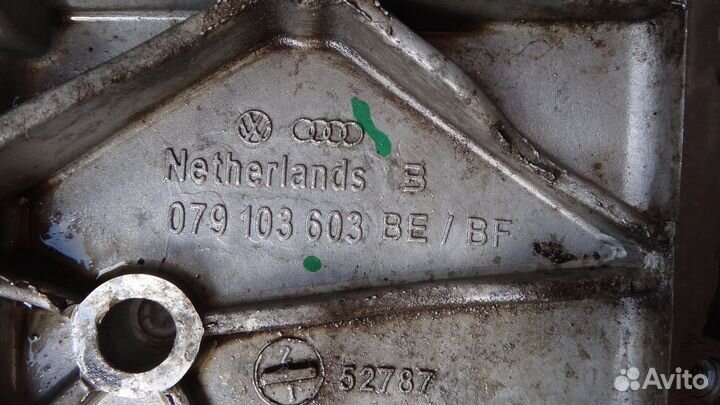 Netherlands B
079 103 603 BE / BF
52787
Avito